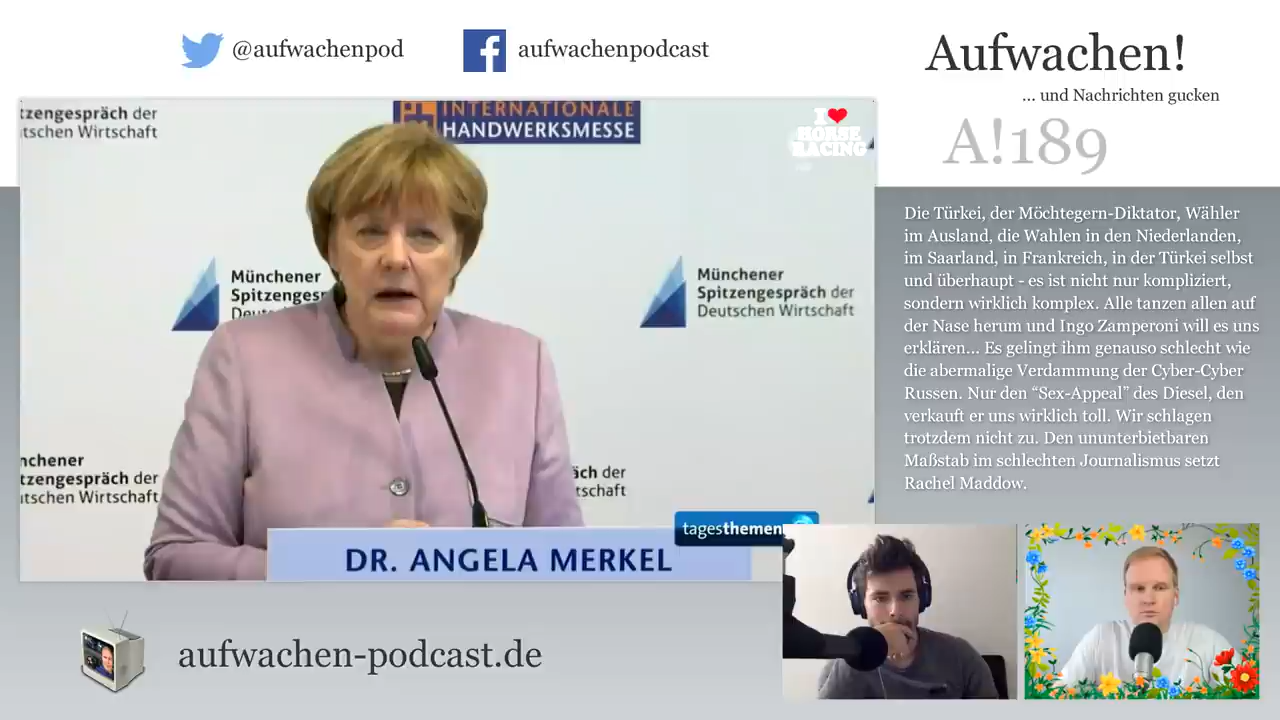 @aufwachenpod
aufwachenpodcast
Aufwachen!
... und Nachrichten gucken
A!189
tzengespräch der
tschen Wirtschaft
INTERNATIONALE
HANDWERKSMESSE
I
HORSE
RACING
Münchener
Spitzengespr
Deuts
Münchener
Spitzengespräch der
Deutschen Wirtschaft
nchener
tzengespräch der
tschen Wirtschaft
äch der
tschaft
tagesthemen
DR. ANGELA MERKEL
Die Türkei, der Möchtegern-Diktator, Wähler
im Ausland, die Wahlen in den Niederlanden,
im Saarland, in Frankreich, in der Türkei selbst
und überhaupt - es ist nicht nur kompliziert,
sondern wirklich komplex. Alle tanzen allen auf
der Nase herum und Ingo Zamperoni will es uns
erklären... Es gelingt ihm genauso schlecht wie
die abermalige Verdammung der Cyber-Cyber
Russen. Nur den “Sex-Appeal” des Diesel, den
verkauft er uns wirklich toll. Wir schlagen
trotzdem nicht zu. Den ununterbietbaren
Maßstab im schlechten Journalismus setzt
Rachel Maddow.
aufwachen-podcast.de